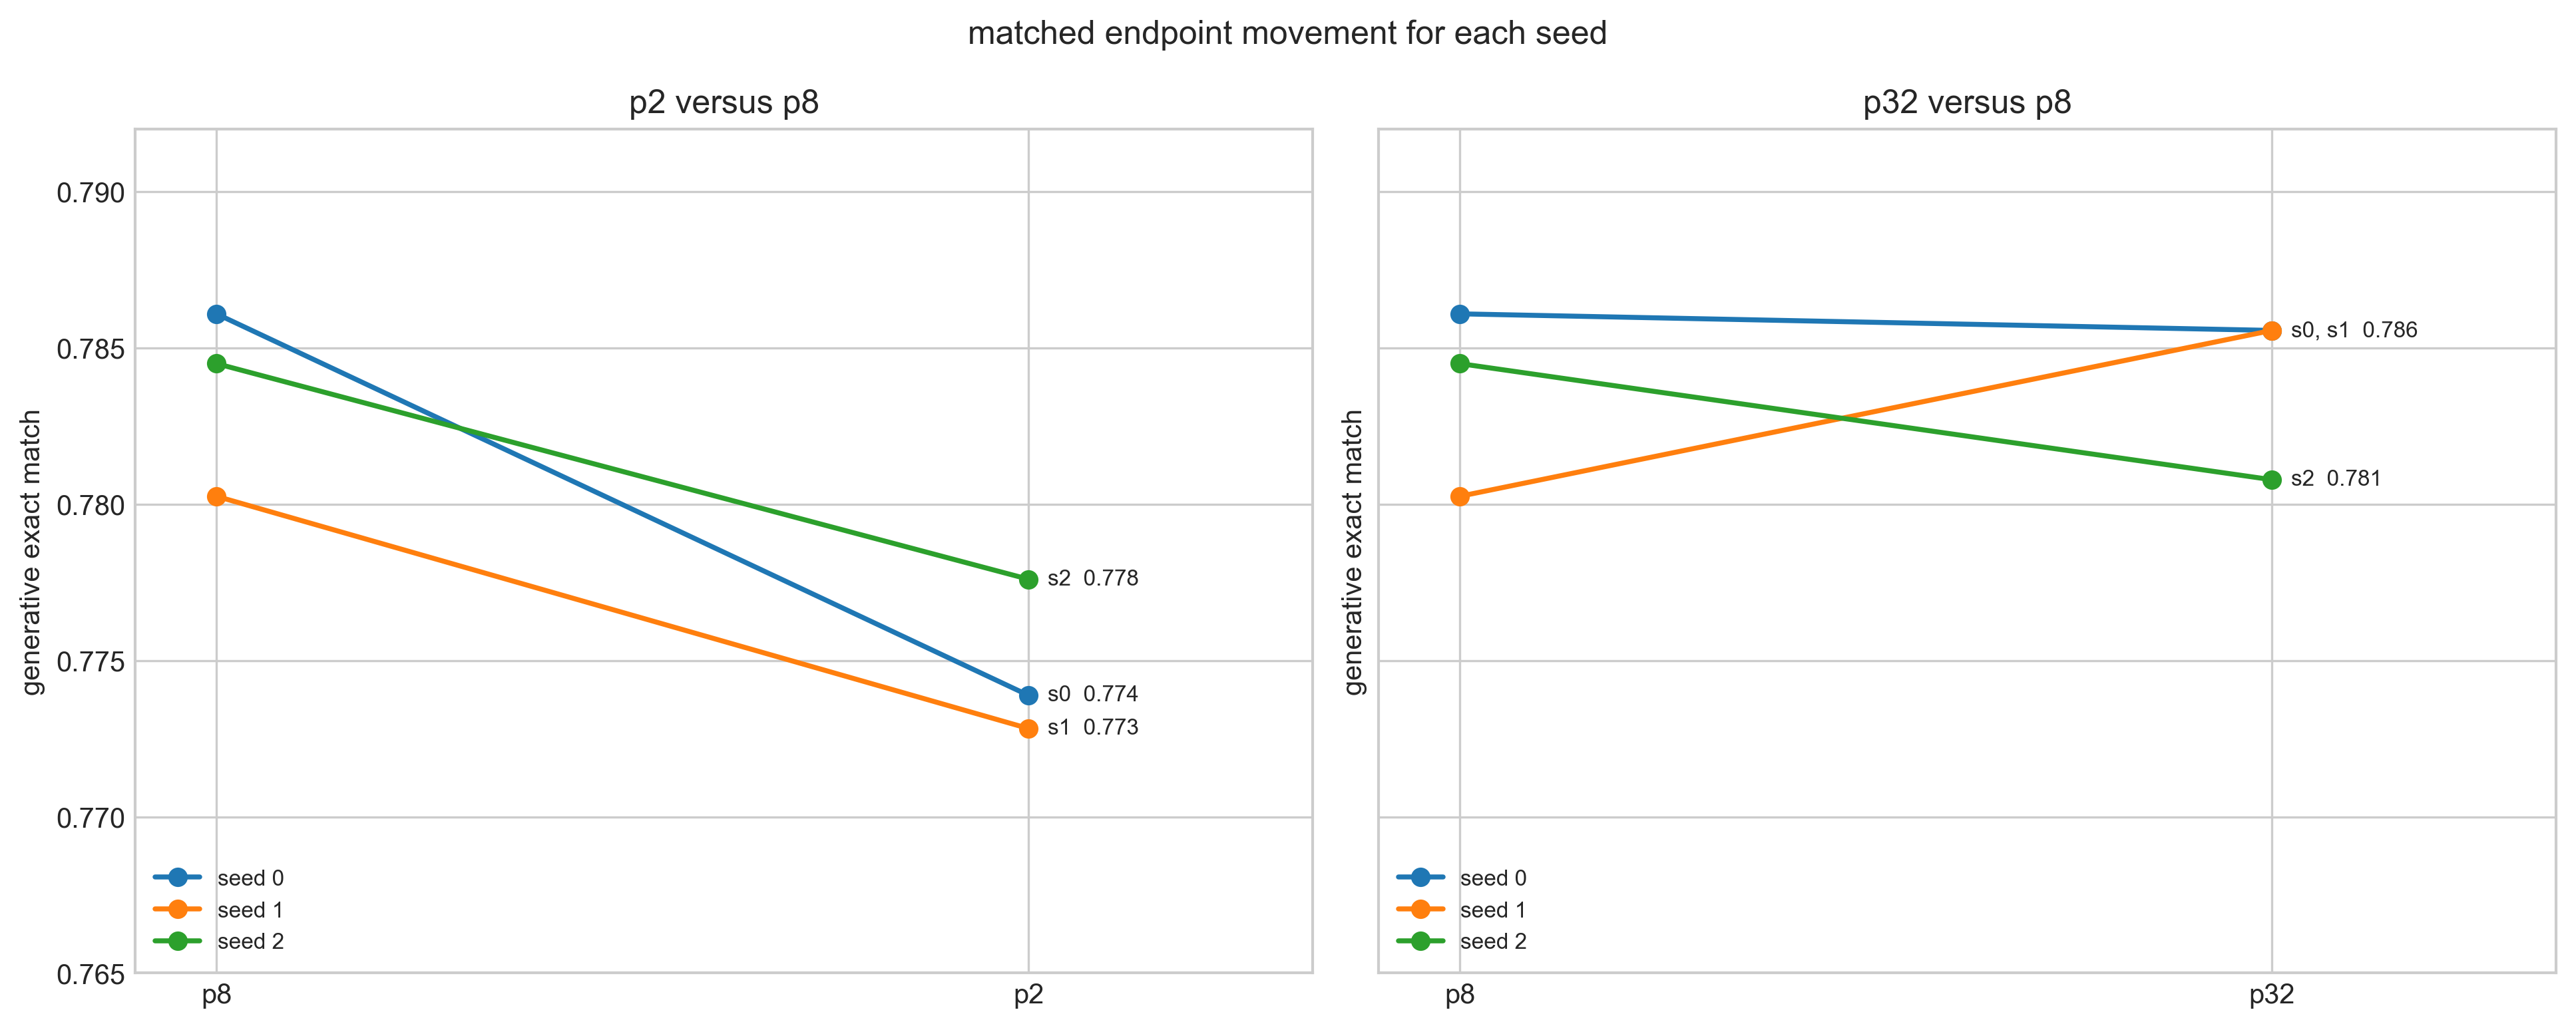 matched endpoint movement for each seed
p2 versus p8
generative exact match
0.790
0.785
0.780
0.775
0.770
0.765
s2 0.778
s0 0.774
s1 0.773
seed 0
seed 1
seed 2
p8
p2
p32 versus p8
generative exact match
s0, s1 0.786
s2 0.781
seed 0
seed 1
seed 2
p8
p32